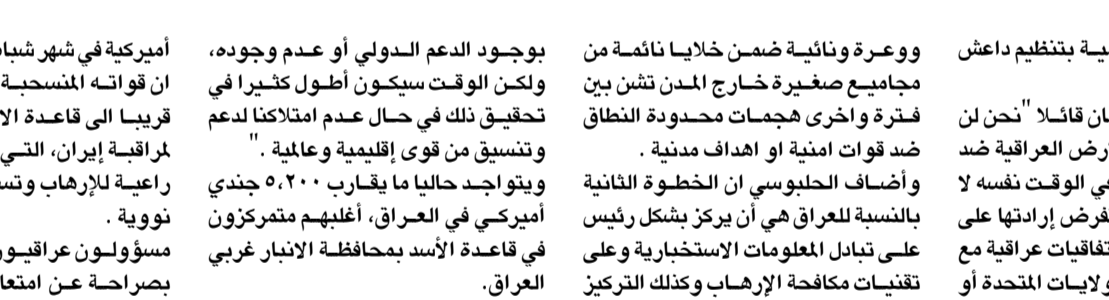 ـية بتنظيم داعش
ان قائلا "نحن لن
رض العراقية ضد
في الوقت نفسه لا
فرض إرادتها على
تفاقيات عراقية مع
ولايات المتحدة أو
ووعرة ونائية ضمن خلايا نائمة من
مجاميع صغيرة خارج المدن تشن بين
فترة واخرى هجمات محدودة النطاق
ضد قوات امنية او اهداف مدنية .
وأضاف الحلبوسي ان الخطوة الثانية
بالنسبة للعراق هي أن يركز بشكل رئيس
على تبادل المعلومات الاستخبارية وعلى
تقنيات مكافحة الإرهاب وكذلك التركيز
بوجود الدعم الدولي أو عدم وجوده،
ولكن الوقت سيكون أطول كثيرا في
تحقيق ذلك في حال عدم امتلاكنا لدعم
وتنسيق من قوى إقليمية وعالمية ."
ويتواجد حاليا ما يقارب ٥،٢٠٠ جندي
أميركي في العراق، أغلبهم متمركزون
في قاعدة الأسد بمحافظة الانبار غربي
العراق.
أميركية في شهر شباط
ان قواته المنسحبة
قريبا الى قاعدة الا
لمراقبة إيران، التي
راعية للإرهاب وتس
نووية .
مسؤولون عراقيون
بصراحة عن امتعا